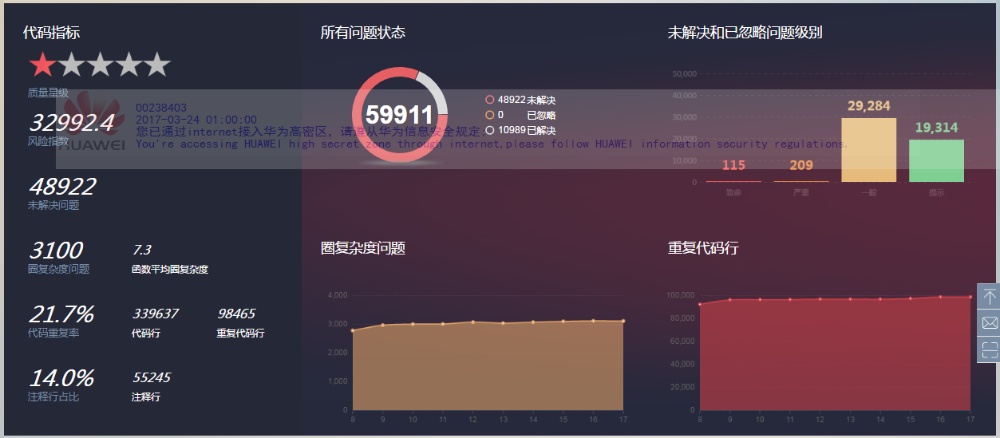 代码指标
质量星级
32992.4
风险指数
48922
未解决问题
3100
圈复杂度问题
7.3
函数平均圈复杂度
21.7%
代码重复率
339637
代码行
98465
重复代码行
14.0%
注释行占比
55245
注释行
HUAWEI
00238403
2017-03-24 01:00:00
您已通过internet接入华为高密区，请遵从华为信息安全规定；
You're accessing HUAWEI high secret zone through internet,please follow HUAWEI information security regulations.
所有问题状态
59911
48922未解决
0 已忽略
10989已解决
未解决和已忽略问题级别
50,000
40,000
30,000
20,000
10,000
0
115
209
29,284
19,314
致命 严重 一般 提示
圈复杂度问题
4,000
3,000
2,000
1,000
0
8 9 10 11 12 13 14 15 16 17
重复代码行
100,000
80,000
60,000
40,000
20,000
0
8 9 10 11 12 13 14 15 16 17